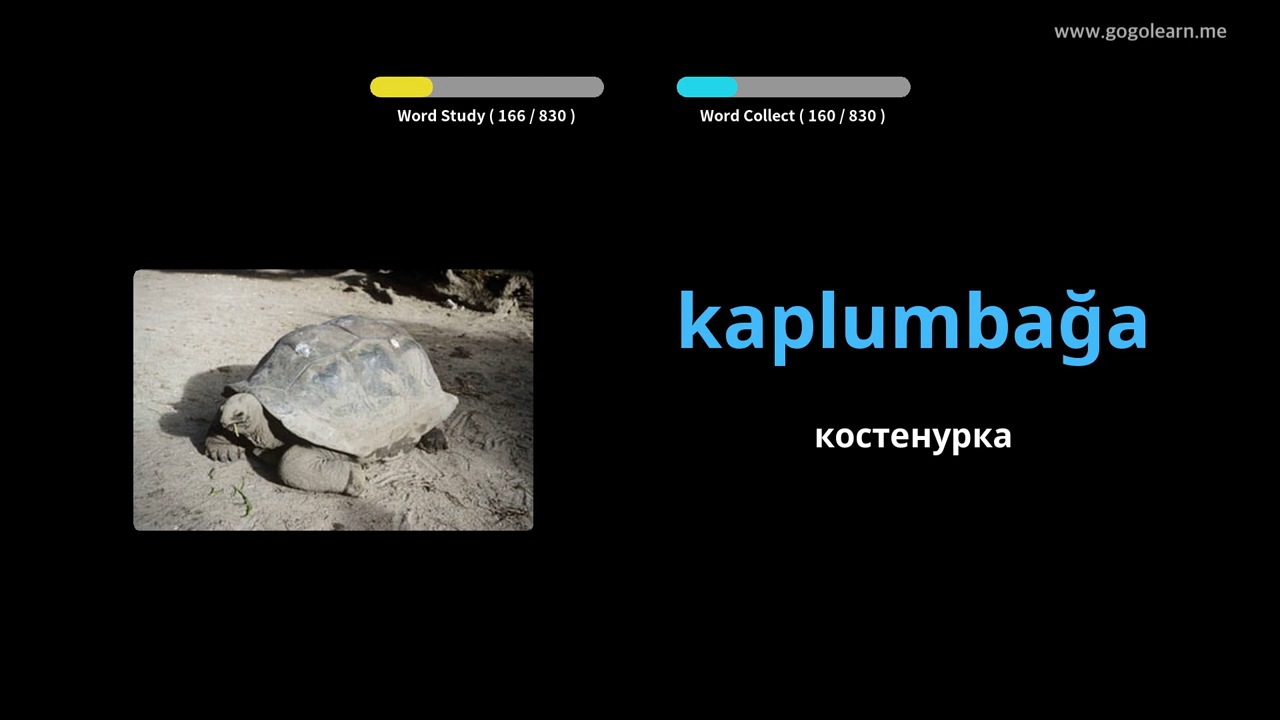 www.gogolearn.me
Word Study ( 166 / 830 )
Word Collect ( 160 / 830 )
kaplumbağa
костенурка